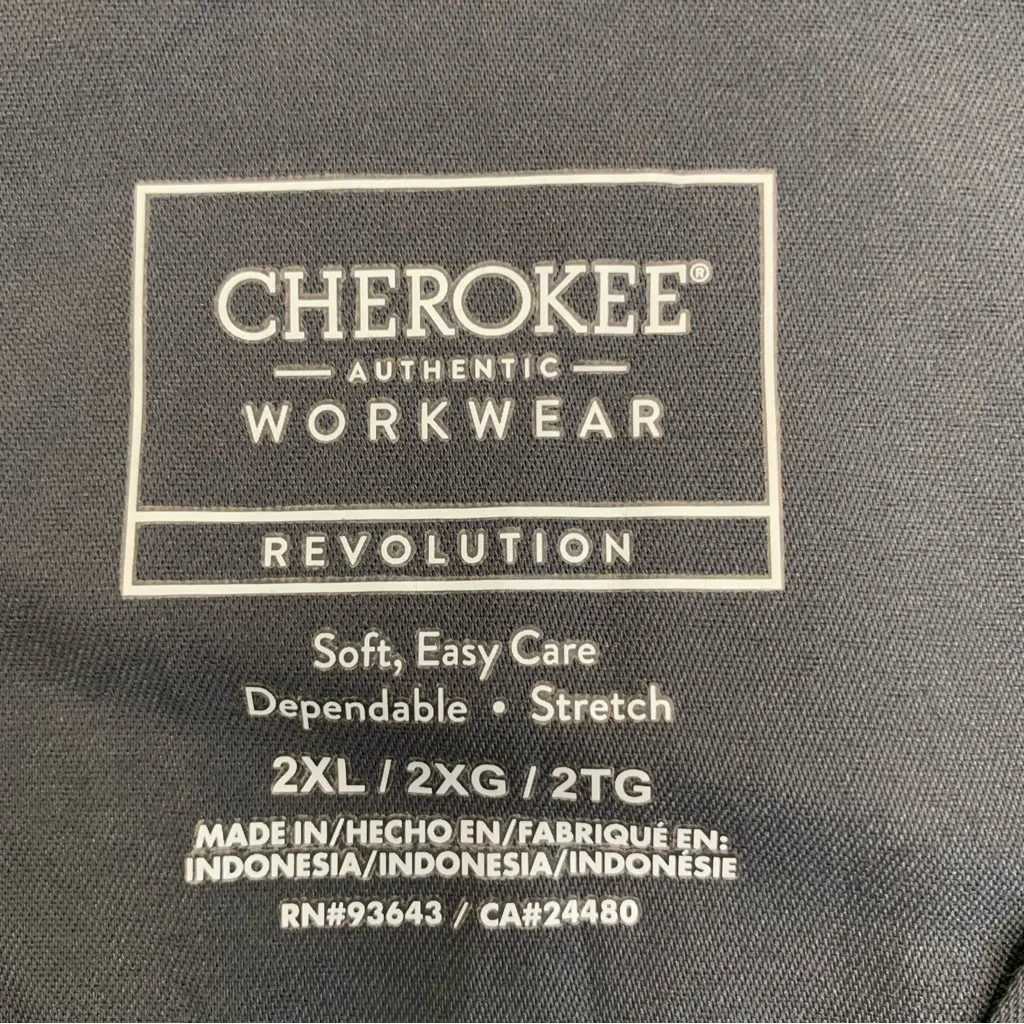 CHEROKEE®
AUTHENTIC
WORKWEAR
REVOLUTION
Soft, Easy Care
Dependable • Stretch
2XL / 2XG / 2TG
MADE IN/HECHO EN/FABRIQUÉ EN:
INDONESIA/INDONESIA/INDONÉSIE
RN#93643 / CA#24480